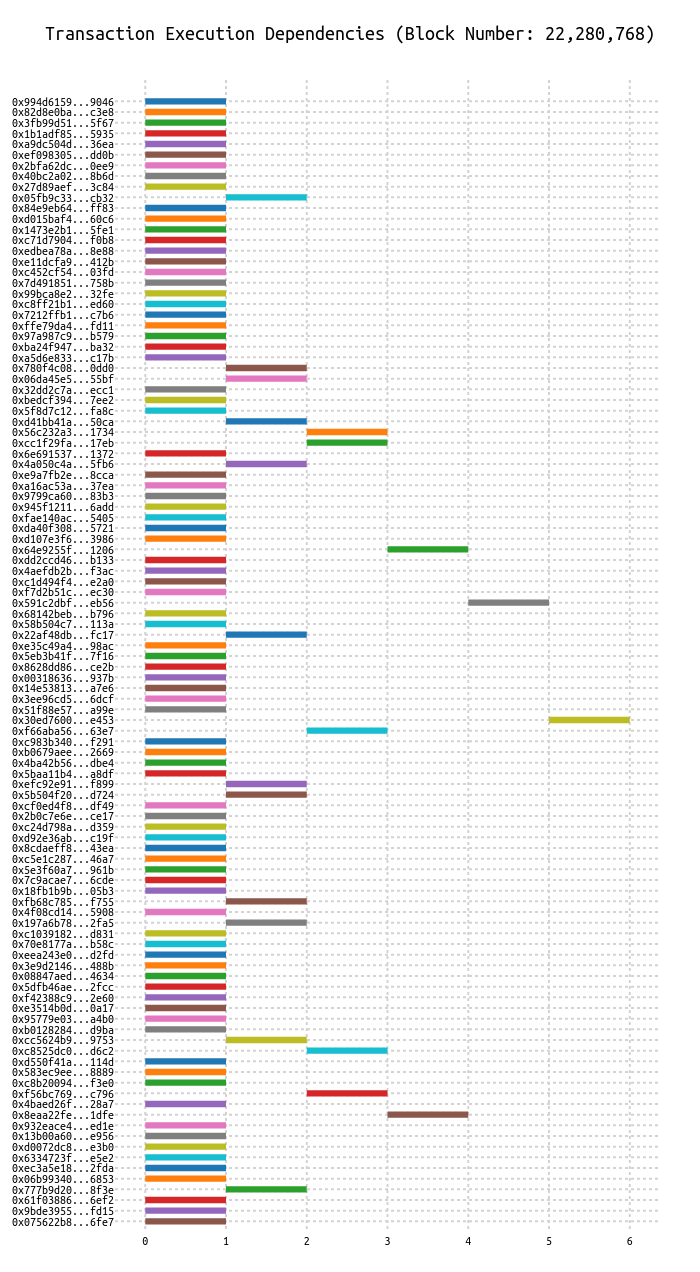 Transaction Execution Dependencies (Block Number: 22,280,768)
0x994d6159...9046
0x82d8e0ba...c3e8
0x3fb99d51...5f67
0x1b1adf85...5935
0xa9dc504d...36ea
0xef098305...dd0b
0x2bfa62dc...0ee9
0x40bc2a02...8b6d
0x27d89aef...3c84
0x05fb9c33...cb32
0x84e9eb64...ff83
0xd015baf4...60c6
0x1473e2b1...5fe1
0xc71d7904...f0b8
0xedbea78a...8e88
0xe11dcfa9...412b
0xc452cf54...03fd
0x7d491851...758b
0x99bca8e2...32fe
0xc8ff21b1...ed60
0x7212ffb1...c7b6
0xffe79da4...fd11
0x97a987c9...b579
0xba24f947...ba32
0xa5d6e833...c17b
0x780f4c08...0dd0
0x06da45e5...55bf
0x32dd2c7a...ecc1
0xbedcf394...7ee2
0x5f8d7c12...fa8c
0xd41bb41a...50ca
0x56c232a3...1734
0xcc1f29fa...17eb
0x6e691537...1372
0x4a050c4a...5fb6
0xe9a7fb2e...8cca
0xa16ac53a...37ea
0x9799ca60...83b3
0x945f1211...6add
0xfae140ac...5405
0xda40f308...5721
0xd107e3f6...3986
0x64e9255f...1206
0xdd2ccd46...b133
0x4aefdb2b...f3ac
0xc1d494f4...e2a0
0xf7d2b51c...ec30
0x591c2dbf...eb56
0x68142beb...b796
0x58b504c7...113a
0x22af48db...fc17
0xe35c49a4...98ac
0x5eb3b41f...7f16
0x8628dd86...ce2b
0x00318636...937b
0x14e53813...a7e6
0x3ee96cd5...6dcf
0x51f88e57...a99e
0x30ed7600...e453
0xf66aba56...63e7
0xc983b340...f291
0xb0679aee...2669
0x4ba42b56...dbe4
0x5baa11b4...a8df
0xefc92e91...f899
0x5b504f20...d724
0xcf0ed4f8...df49
0x2b0c7e6e...ce17
0xc24d798a...d359
0xd92e36ab...c19f
0x8cdaeff8...43ea
0xc5e1c287...46a7
0x5e3f60a7...961b
0x7c9acae7...6cde
0x18fb1b9b...05b3
0xfb68c785...f755
0x4f08cd14...5908
0x197a6b78...2fa5
0xc1039182...d831
0x70e8177a...b58c
0xeea243e0...d2fd
0x3e9d2146...488b
0x08847aed...4634
0x5dfb46ae...2fcc
0xf42388c9...2e60
0xe3514b0d...0a17
0x95779e03...a4b0
0xb0128284...d9ba
0xcc5624b9...9753
0xc8525dc0...d6c2
0xd550f41a...114d
0x583ec9ee...8889
0xc8b20094...f3e0
0xf56bc769...c796
0x4baed26f...28a7
0x8eaa22fe...1dfe
0x932eace4...ed1e
0x13b00a60...e956
0xd0072dc8...e3b0
0x6334723f...e5e2
0xec3a5e18...2fda
0x06b99340...6853
0x777b9d20...8f3e
0x61f03886...6ef2
0x9bde3955...fd15
0x075622b8...6fe7
0 1 2 3 4 5 6